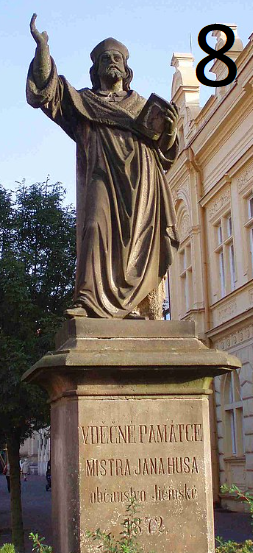 8
VDĚČNÉ PAMÁTCE
MISTRA JANA HUSA
občanstvo Jičínské
1872